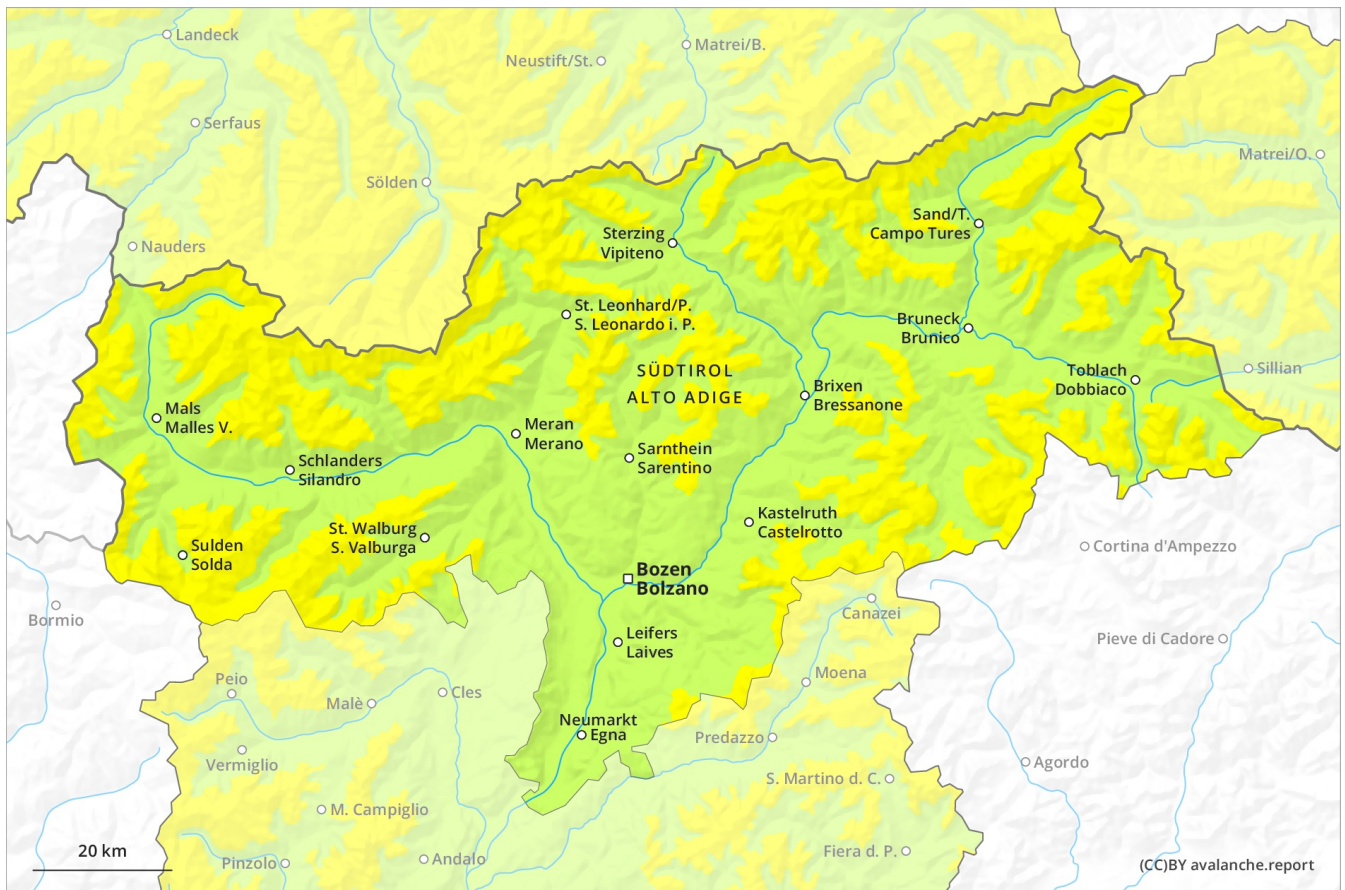 Landeck
Matrei/B.
Neustift/St.
Serfaus
Matrei/O.
Sölden
Sand/T.
Campo Tures
Sterzing
Vipiteno
Nauders
St. Leonhard/P.
S. Leonardo i. P.
Bruneck
Brunico
SÜDTIROL
ALTO ADIGE
Toblach
Dobbiaco
Sillian
Brixen
Bressanone
Mals
Malles V.
Meran
Merano
Sarnthein
Sarentino
Schlanders
Silandro
Kastelruth
Castelrotto
St. Walburg
S. Valburga
Sulden
Solda
Cortina d'Ampezzo
Bozen
Bolzano
Bormio
Canazei
Leifers
Laives
Pieve di Cadore
Peio
Moena
Malè
Cles
Neumarkt
Egna
Predazzo
Vermiglio
Agordo
S. Martino d. C.
M. Campiglio
20 km
Pinzolo
Andalo
Fiera d. P.
(CC)BY avalanche.report